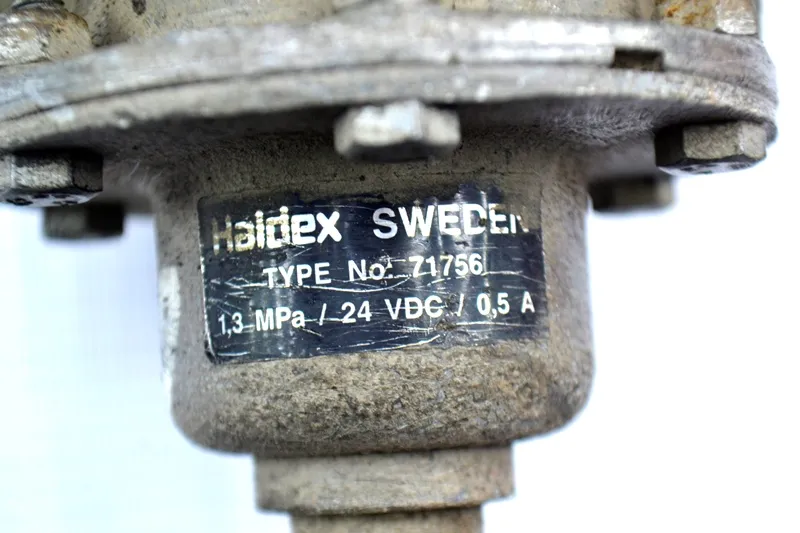 Haldex SWEDEN
TYPE No: 71756
1,3 MPa / 24 VDC / 0,5 A